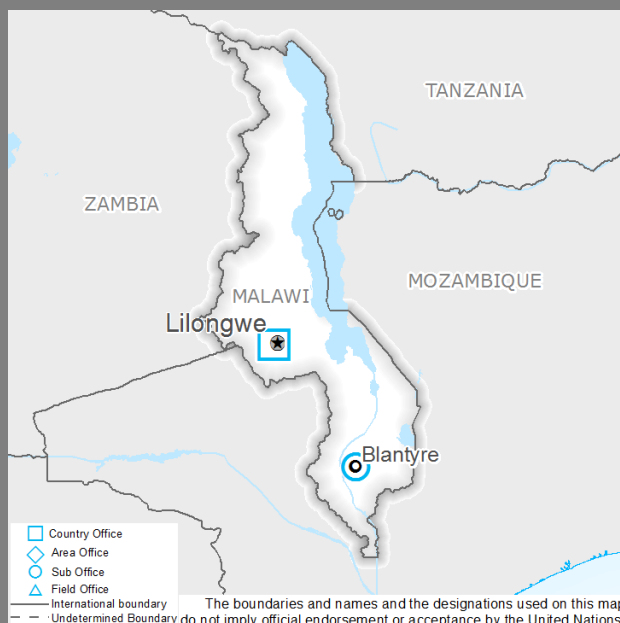 TANZANIA
ZAMBIA
MOZAMBIQUE
MALAWI
Lilongwe
Blantyre
Country Office
Area Office
Sub Office
Field Office
International boundary
Undetermined Boundary
The boundaries and names and the designations used on this map
do not imply official endorsement or acceptance by the United Nations